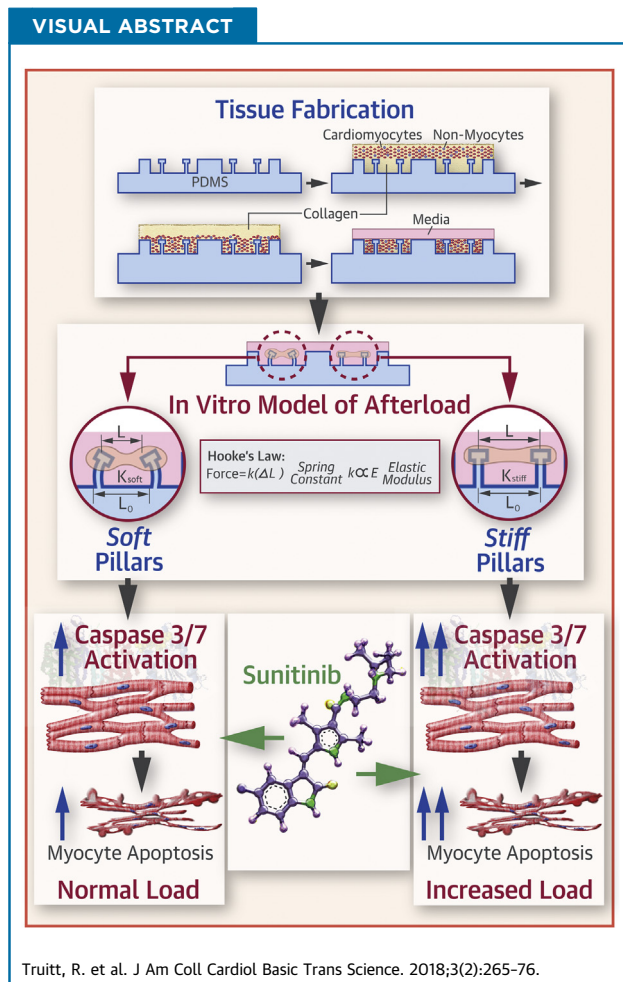 VISUAL ABSTRACT
Tissue Fabrication
Cardiomyocytes Non-Myocytes
PDMS
Collagen
Media
In Vitro Model of Afterload
L
Ksoft
L0
Hooke's Law:
Force=k(ΔL) Spring Constant k∝E Elastic Modulus
L
Kstiff
L0
Soft
Pillars
Stiff
Pillars
Caspase 3/7
Activation
Myocyte Apoptosis
Normal Load
Sunitinib
Caspase 3/7
Activation
Myocyte Apoptosis
Increased Load
Truitt, R. et al. J Am Coll Cardiol Basic Trans Science. 2018;3(2):265–76.